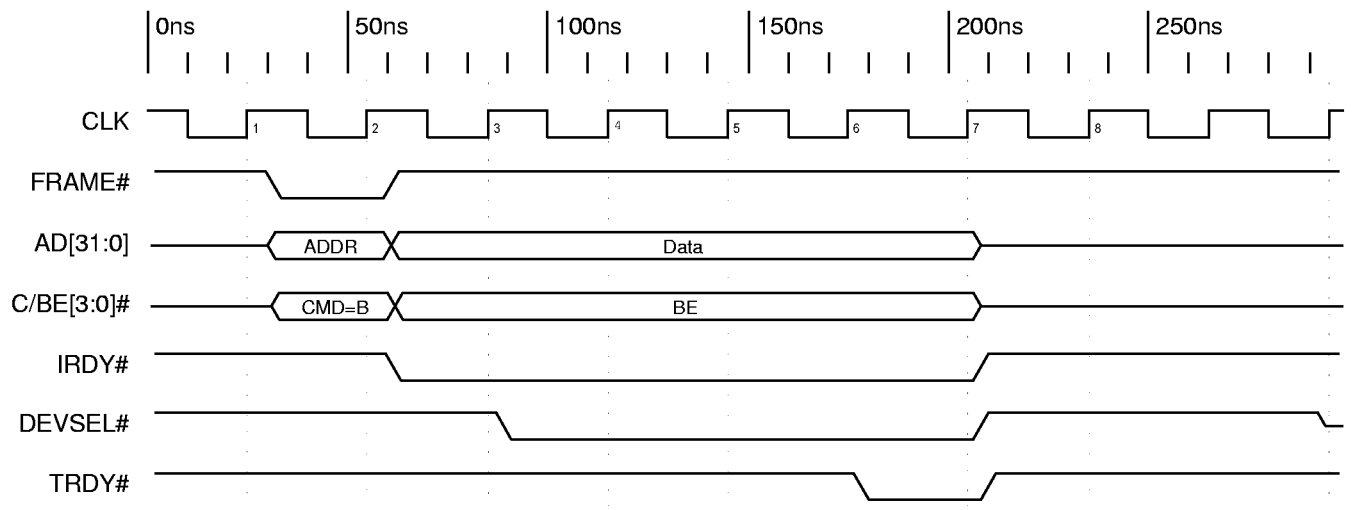 0ns 50ns 100ns 150ns 200ns 250ns
CLK 1 2 3 4 5 6 7 8
FRAME#
AD[31:0] ADDR Data
C/BE[3:0]# CMD=B BE
IRDY#
DEVSEL#
TRDY#